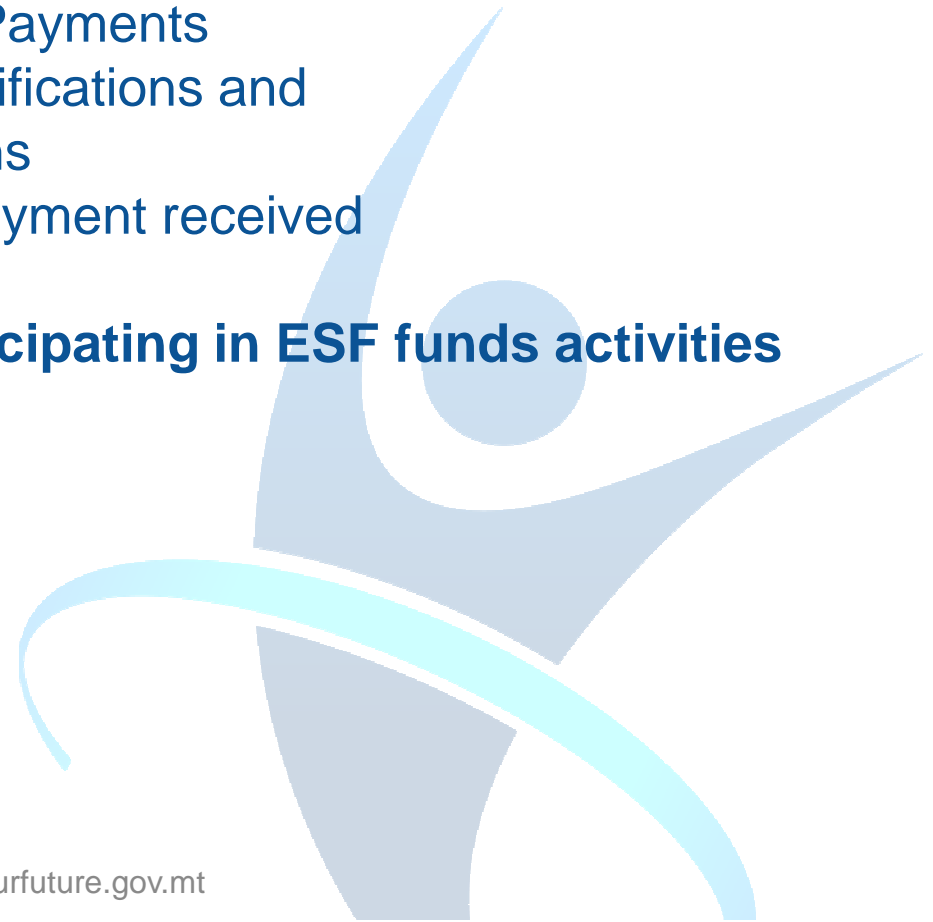 Payments
ifications and
ns
yment received
cipating in ESF funds activities
urfuture.gov.mt